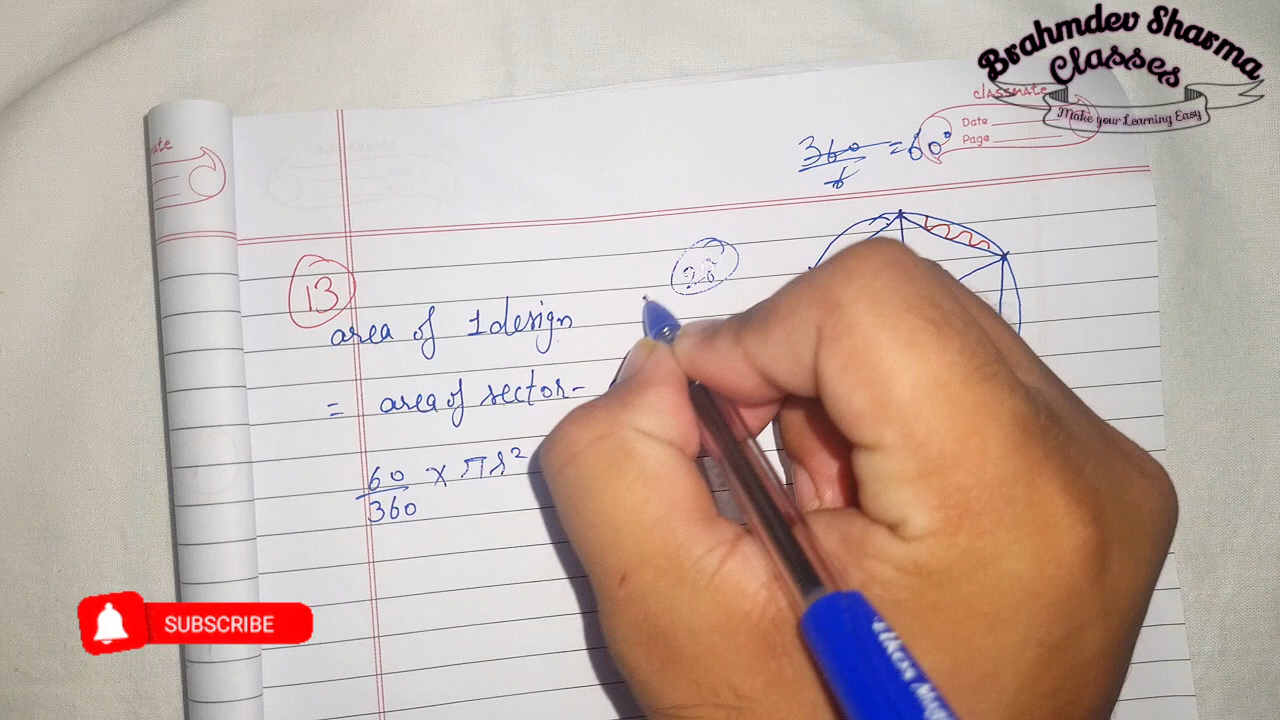 Brahmdev Sharma
Classes
Make your Learning Easy
classmate
Date
Page
360/6 = 60°
13
28
area of 1 design
= area of sector -
60/360 × πr²
SUBSCRIBE